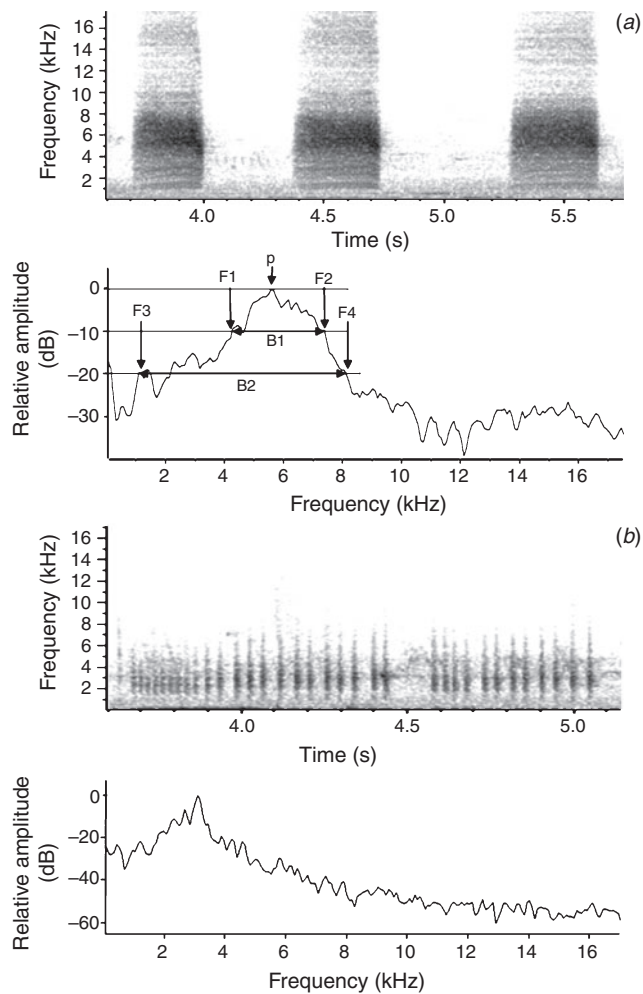 (a)
Frequency (kHz)
16
14
12
10
8
6
4
2
4.0 4.5 5.0 5.5
Time (s)
Relative amplitude
(dB)
0
–10
–20
–30
p
F1 F2
F3 F4
B1
B2
2 4 6 8 10 12 14 16
Frequency (kHz)
(b)
Frequency (kHz)
16
14
12
10
8
6
4
2
4.0 4.5 5.0
Time (s)
Relative amplitude
(dB)
0
–20
–40
–60
2 4 6 8 10 12 14 16
Frequency (kHz)